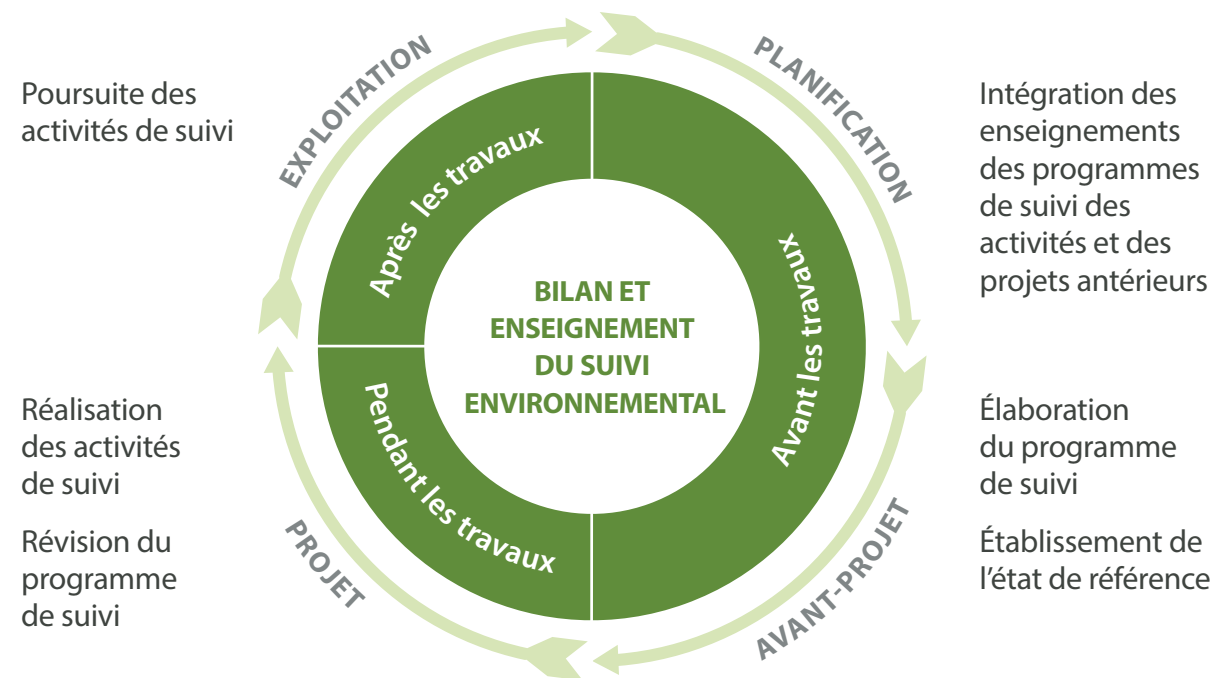 EXPLOITATION
PLANIFICATION
Poursuite des
activités de suivi
Intégration des
enseignements
des programmes
de suivi des
activités et des
projets antérieurs
Après les travaux
Avant les travaux
BILAN ET
ENSEIGNEMENT
DU SUIVI
ENVIRONNEMENTAL
Pendant les travaux
Réalisation
des activités
de suivi
Révision du
programme
de suivi
Élaboration
du programme
de suivi
Établissement de
l’état de référence
PROJET
AVANT-PROJET